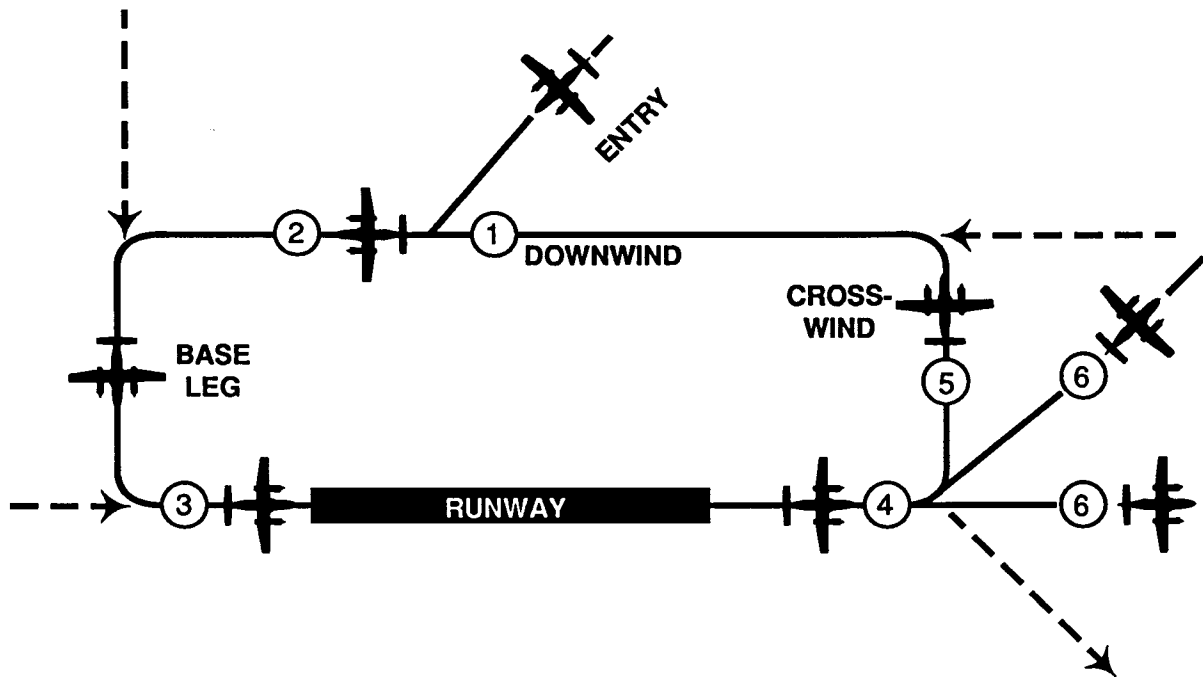 ENTRY
2
1
DOWNWIND
CROSS-
WIND
BASE
LEG
5
6
3
RUNWAY
4
6